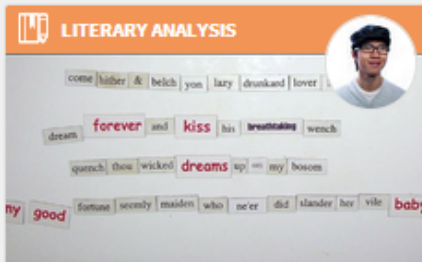 LITERARY ANALYSIS
come hither & belch yon lazy drunkard lover
dream forever and kiss his breathtaking wench
quench thou wicked dreams up on my bosom
my good fortune seemly maiden who ne'er did slander her vile baby